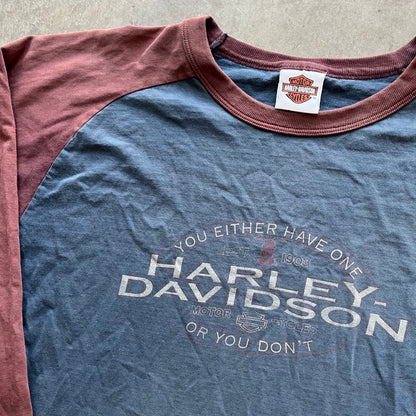 MOTOR
HARLEY-DAVIDSON
CYCLES
YOU EITHER HAVE ONE
1903
HARLEY-
DAVIDSON
MOTOR CYCLES
OR YOU DON'T